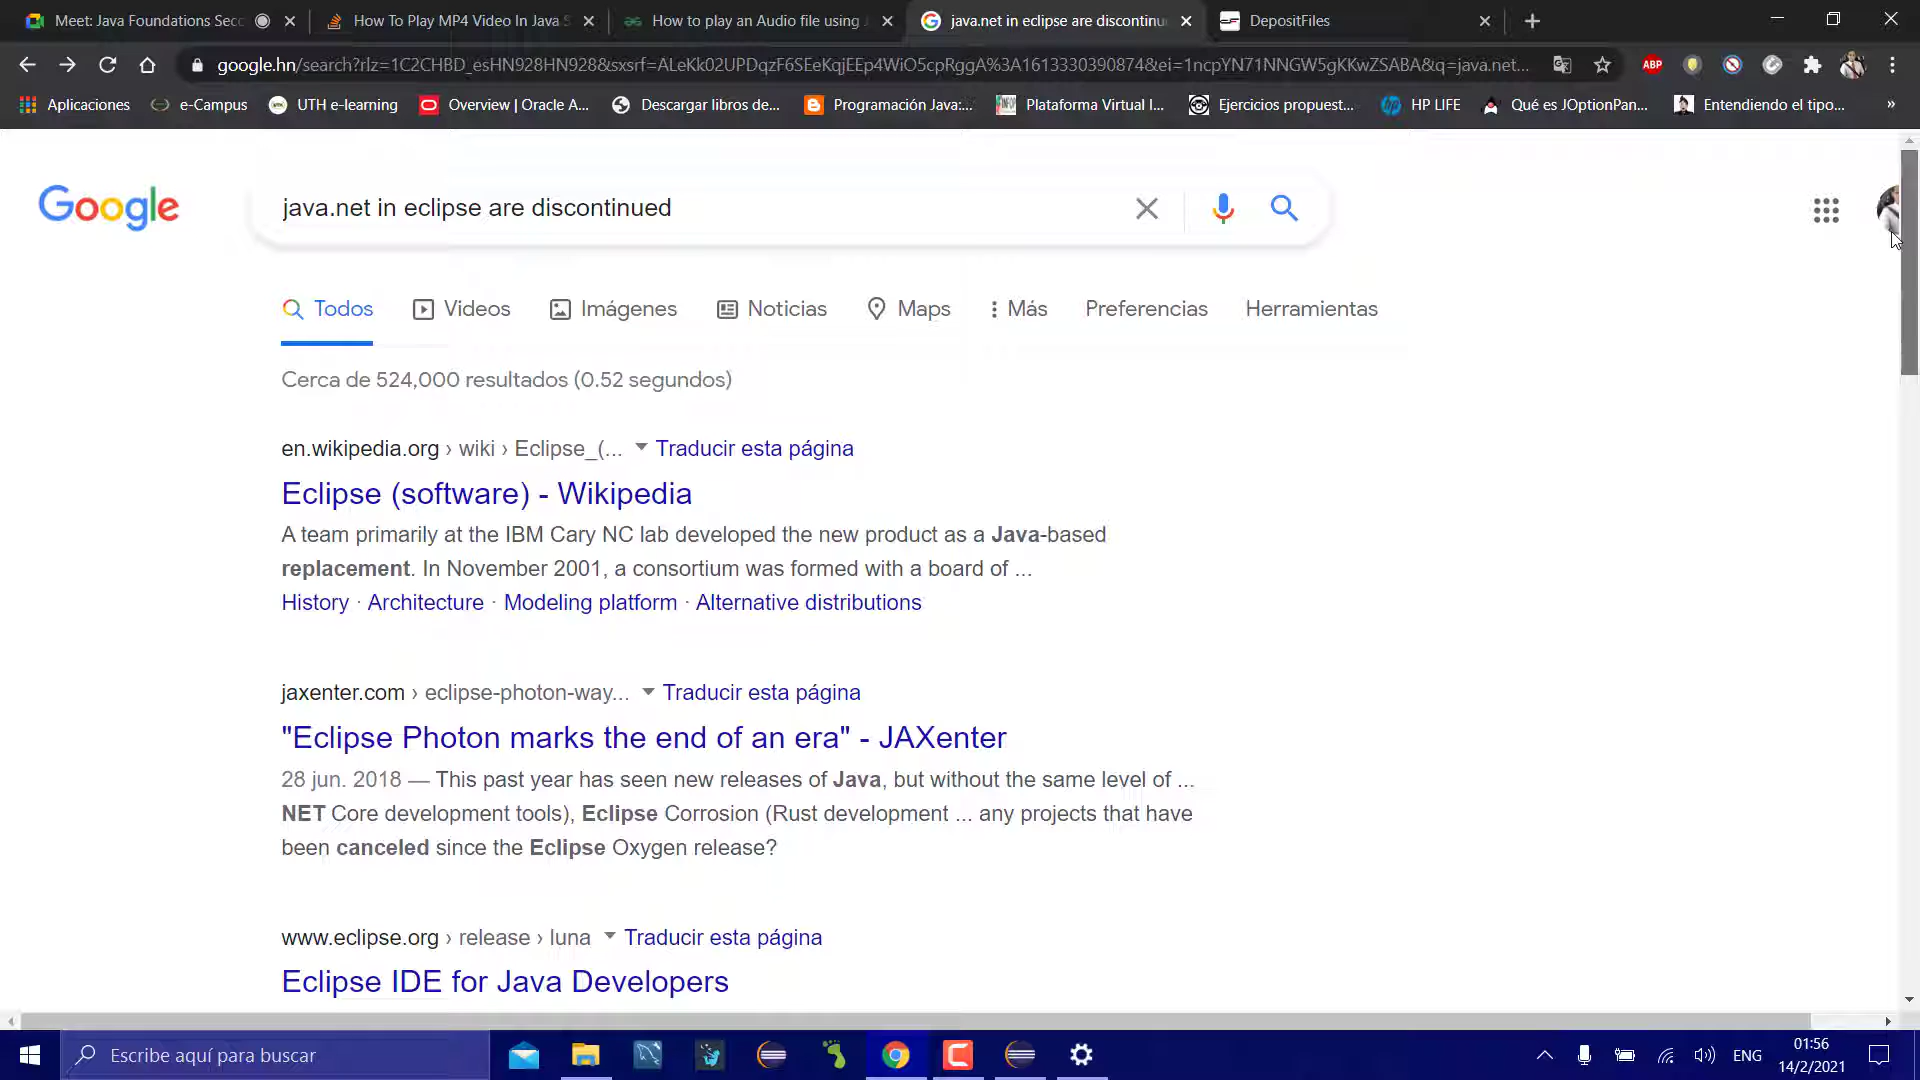 Meet: Java Foundations Secc
How To Play MP4 Video In Java S
How to play an Audio file using J
java.net in eclipse are discontinu
DepositFiles
google.hn/search?rlz=1C2CHBD_esHN928HN928&sxsrf=ALeKk02UPDqzF6SEeKqjEEp4WiO5cpRggA%3A1613330390874&ei=1ncpYN71NNGW5gKKwZSABA&q=java.net...
ABP
Aplicaciones
e-Campus
UTH e-learning
Overview | Oracle A...
Descargar libros de...
Programación Java:...
Plataforma Virtual I...
Ejercicios propuest...
HP LIFE
Qué es JOptionPan...
Entendiendo el tipo...
»
Google
java.net in eclipse are discontinued
Todos
Videos
Imágenes
Noticias
Maps
Más
Preferencias
Herramientas
Cerca de 524,000 resultados (0.52 segundos)
en.wikipedia.org › wiki › Eclipse_(... Traducir esta página
Eclipse (software) - Wikipedia
A team primarily at the IBM Cary NC lab developed the new product as a Java-based
replacement. In November 2001, a consortium was formed with a board of ...
History · Architecture · Modeling platform · Alternative distributions
jaxenter.com › eclipse-photon-way... Traducir esta página
"Eclipse Photon marks the end of an era" - JAXenter
28 jun. 2018 — This past year has seen new releases of Java, but without the same level of ...
NET Core development tools), Eclipse Corrosion (Rust development ... any projects that have
been canceled since the Eclipse Oxygen release?
www.eclipse.org › release › luna Traducir esta página
Eclipse IDE for Java Developers
Escribe aquí para buscar
ENG
01:56
14/2/2021